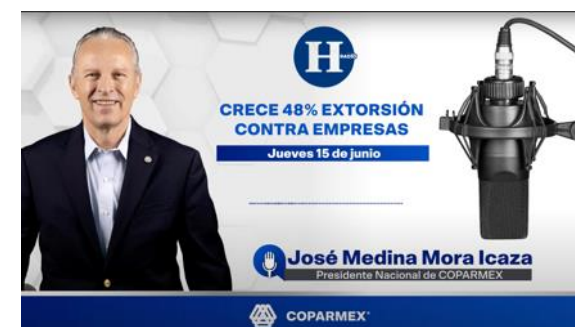 H RADIO
CRECE 48% EXTORSIÓN
CONTRA EMPRESAS
Jueves 15 de junio
José Medina Mora Icaza
Presidente Nacional de COPARMEX
COPARMEX